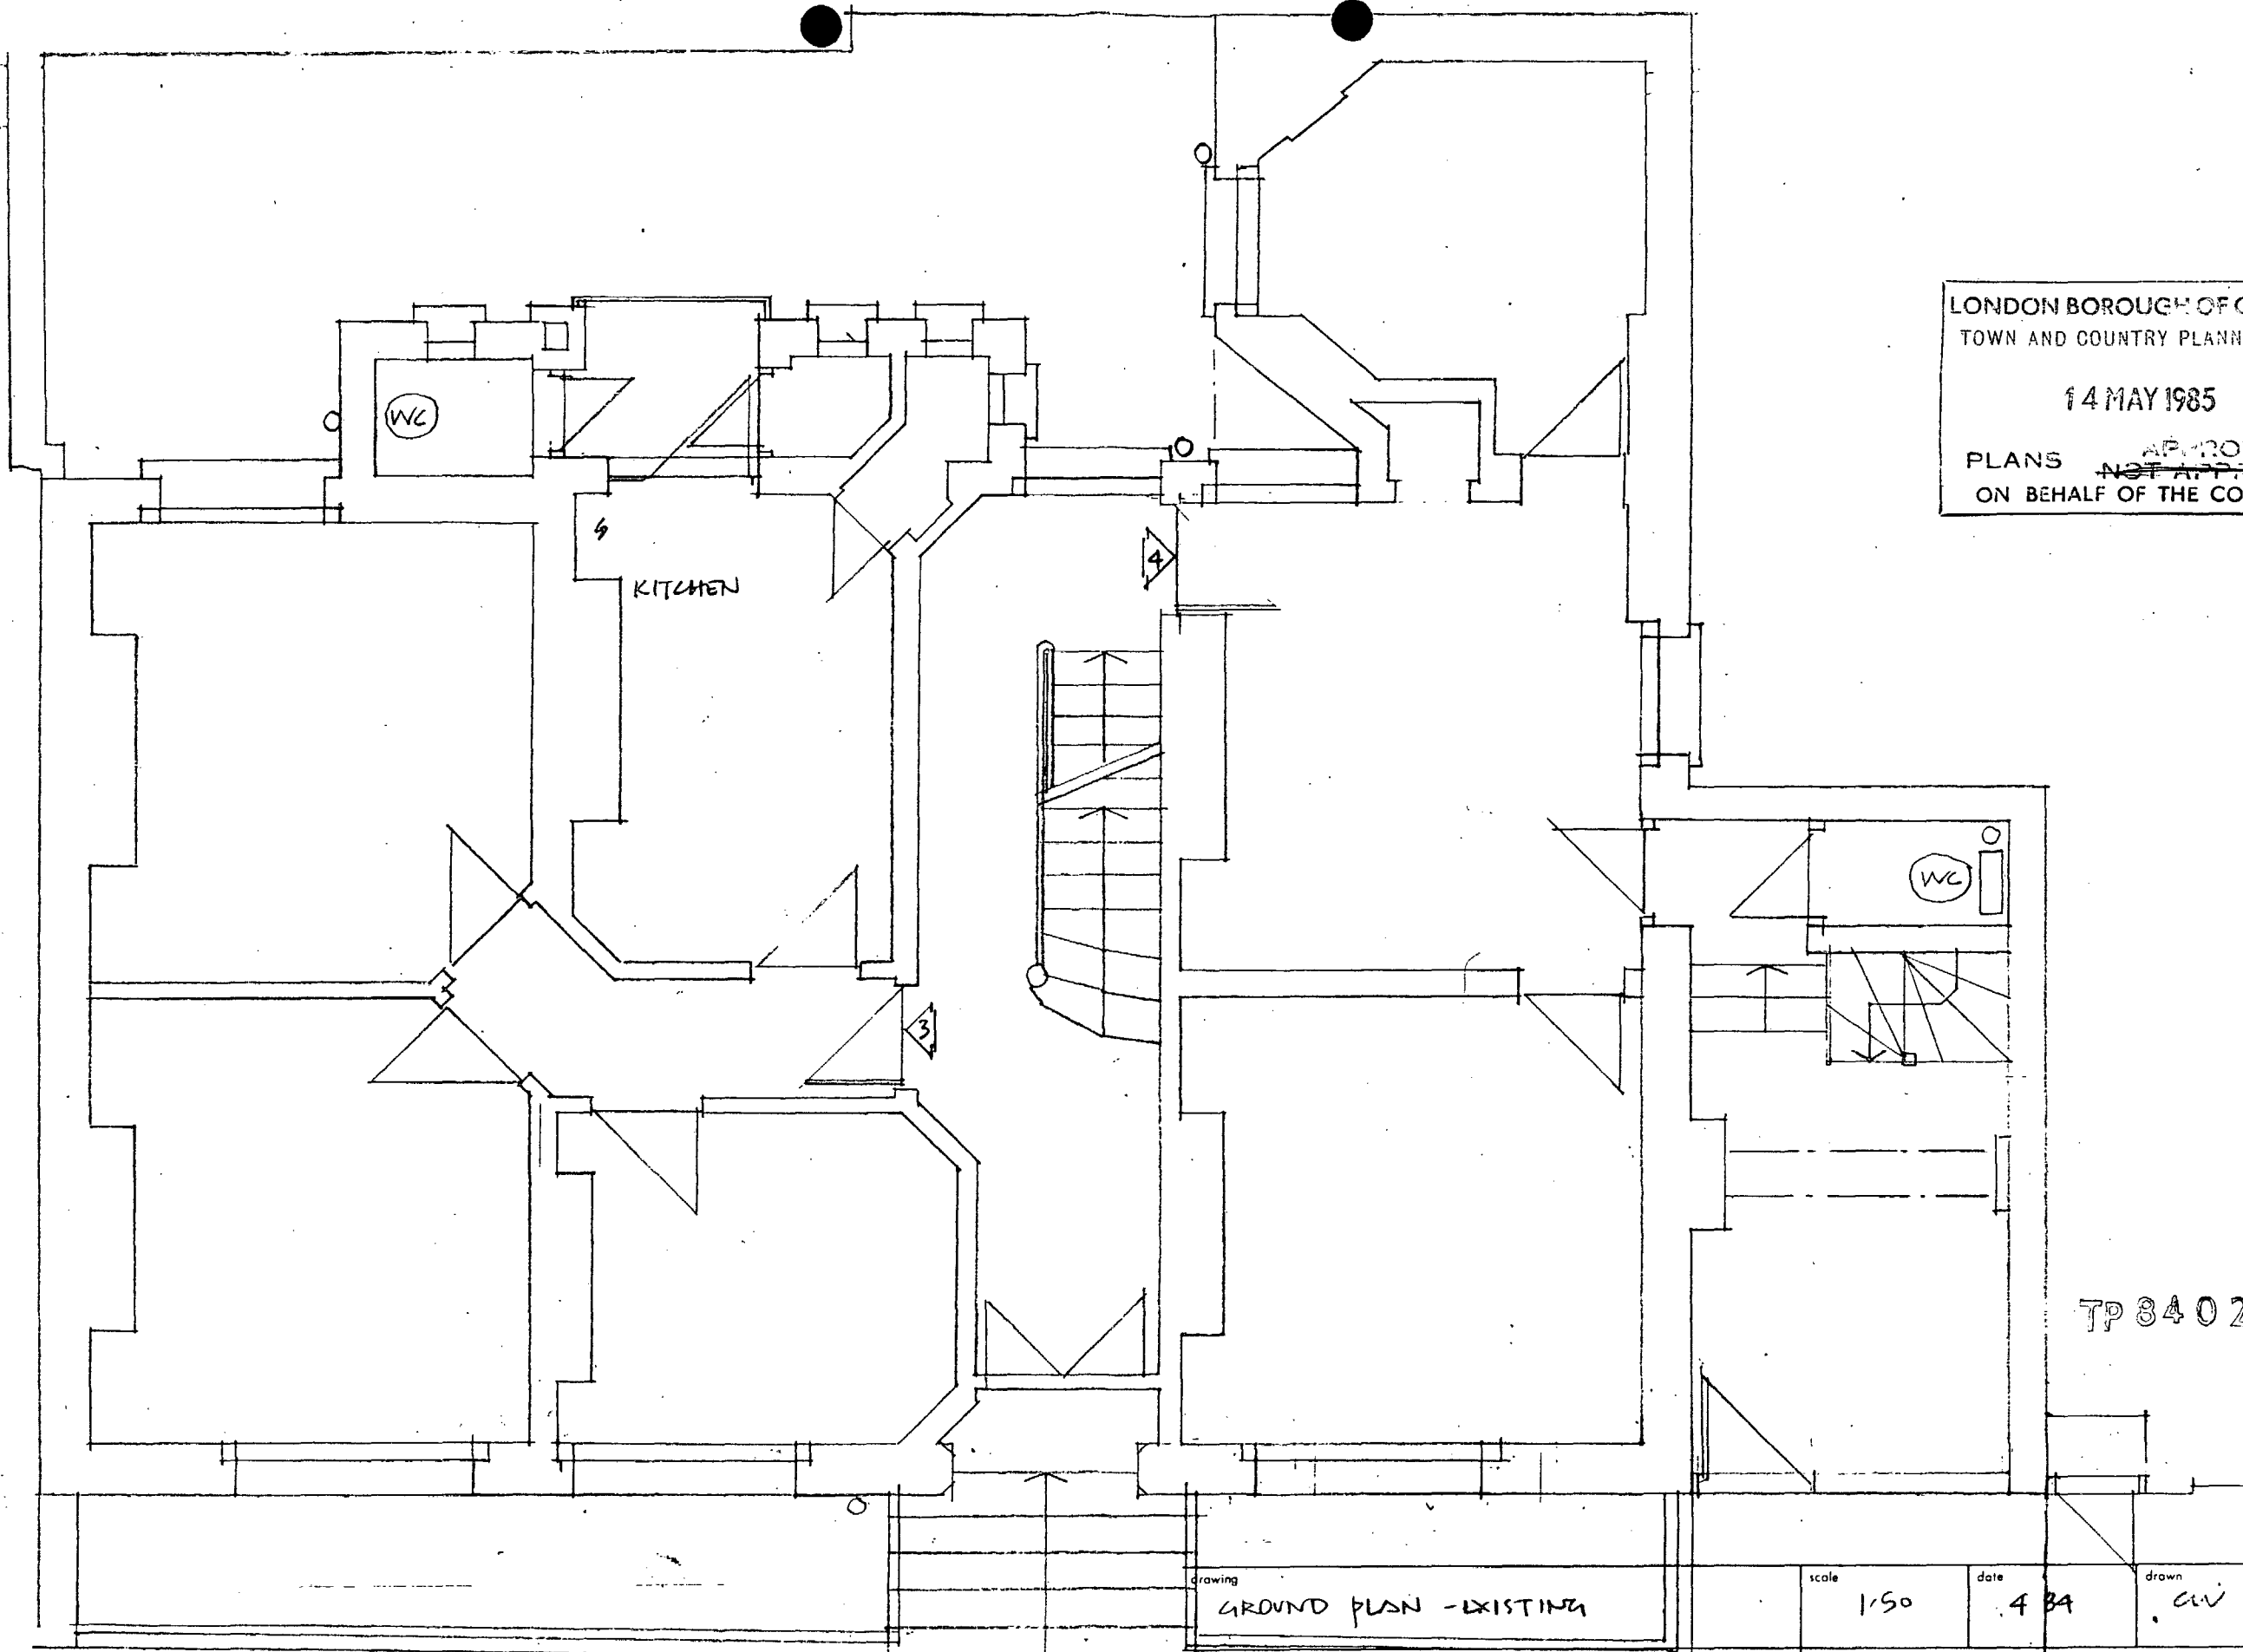 LONDON BOROUGH OF
TOWN AND COUNTRY PLANN
14 MAY 1985
PLANS
ON BEHALF OF THE CO
WC
4
KITCHEN
WC
3
TP 8402
drawing
GROUND PLAN - EXISTING
scale
1:50
date
4 84
drawn